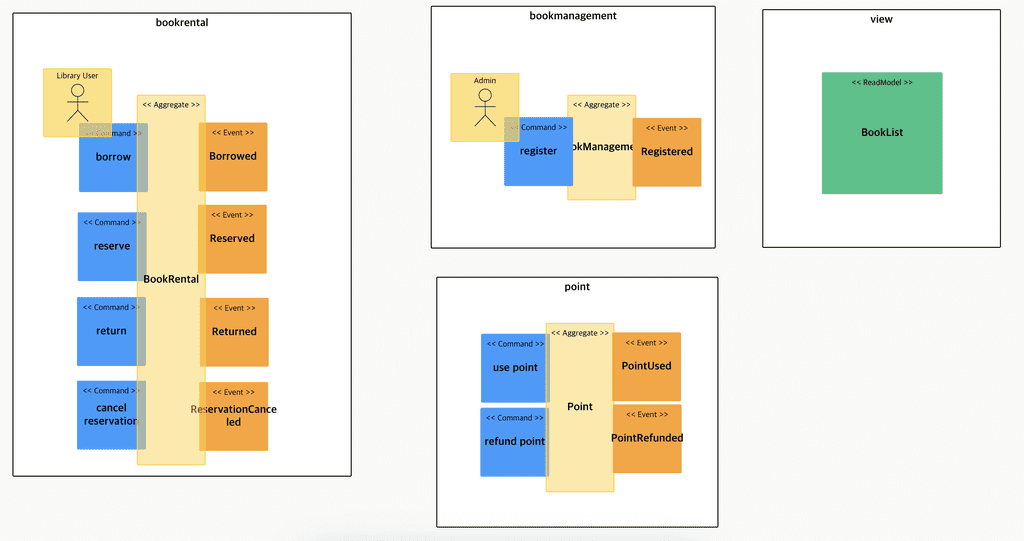 bookrental
Library User
<< Aggregate >>
<< Command >>
borrow
<< Event >>
Borrowed
<< Command >>
reserve
<< Event >>
Reserved
BookRental
<< Command >>
return
<< Event >>
Returned
<< Command >>
cancel
reservation
<< Event >>
ReservationCance
led
bookmanagement
Admin
<< Aggregate >>
<< Command >>
register
okManageme
<< Event >>
Registered
view
<< ReadModel >>
BookList
point
<< Aggregate >>
<< Command >>
use point
<< Event >>
PointUsed
Point
<< Command >>
refund point
<< Event >>
PointRefunded